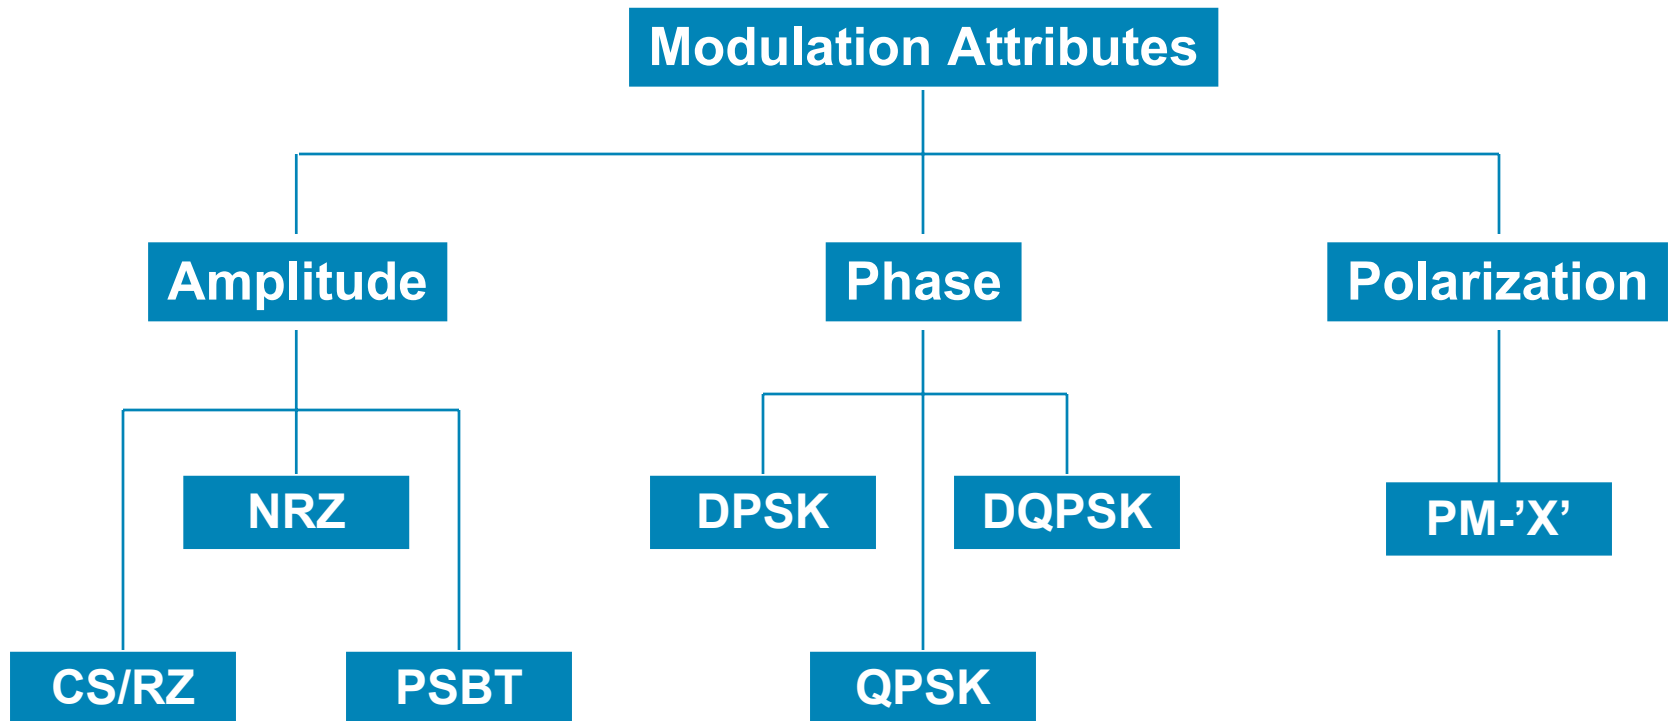 Modulation Attributes
Amplitude
Phase
Polarization
NRZ
DPSK
DQPSK
PM-’X’
CS/RZ
PSBT
QPSK